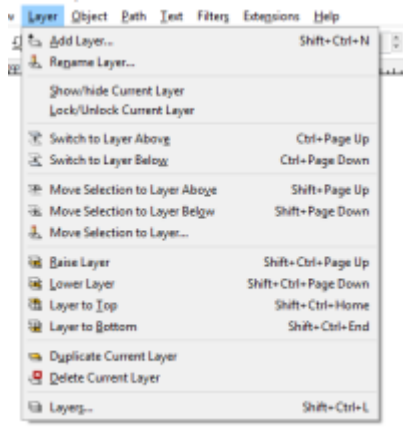 Layer Object Path Text Filters Extensions Help
Add Layer... Shift+Ctrl+N
Rename Layer...
Show/hide Current Layer
Lock/Unlock Current Layer
Switch to Layer Above Ctrl+Page Up
Switch to Layer Below Ctrl+Page Down
Move Selection to Layer Above Shift+Page Up
Move Selection to Layer Below Shift+Page Down
Move Selection to Layer...
Raise Layer Shift+Ctrl+Page Up
Lower Layer Shift+Ctrl+Page Down
Layer to Top Shift+Ctrl+Home
Layer to Bottom Shift+Ctrl+End
Duplicate Current Layer
Delete Current Layer
Layers... Shift+Ctrl+L